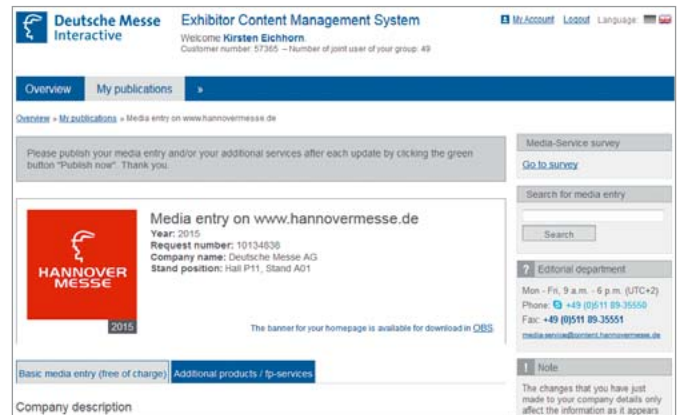 Deutsche Messe
Interactive
Exhibitor Content Management System
Welcome Kirsten Eichhorn.
Customer number: 57365 – Number of joint user of your group: 49
My Account Logout Language:
Overview My publications »
Overview » My publications » Media entry on www.hannovermesse.de
Please publish your media entry and/or your additional services after each update by clicking the green
button "Publish now". Thank you.
HANNOVER
MESSE
2015
Media entry on www.hannovermesse.de
Year: 2015
Request number: 10134636
Company name: Deutsche Messe AG
Stand position: Hall P11, Stand A01
The banner for your homepage is available for download in OBS
Basic media entry (free of charge) Additional products / fp-services
Company description
Media-Service survey
Go to survey
Search for media entry
Search
? Editorial department
Mon - Fri, 9 a.m. - 6 p.m. (UTC+2)
Phone: +49 (0)511 89-35550
Fax: +49 (0)511 89-35551
media-service@content.hannovermesse.de
! Note
The changes that you have just
made to your company details only
affect the information as it appears